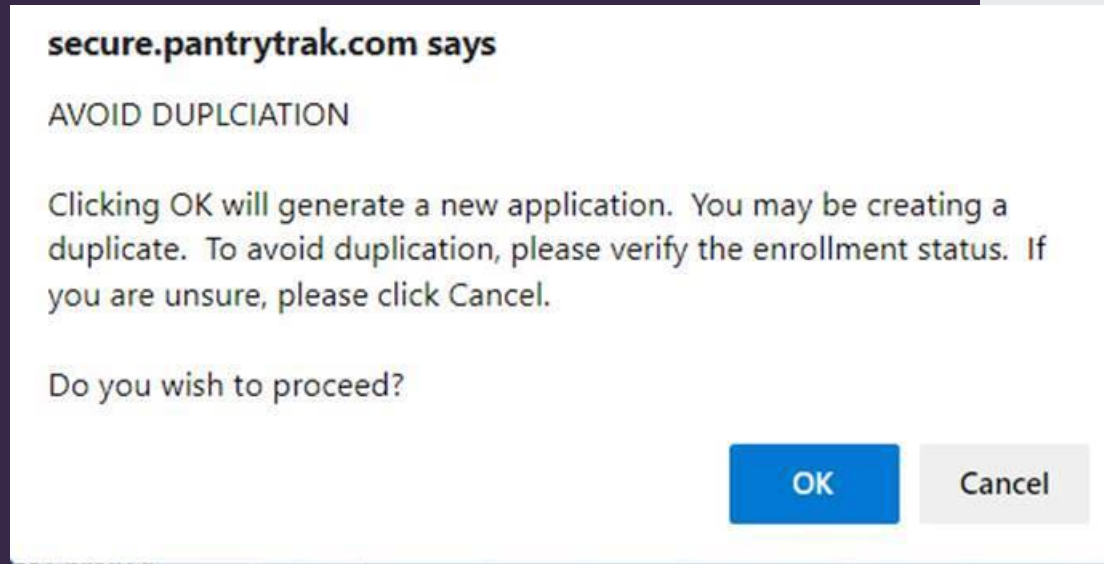 secure.pantrytrak.com says
AVOID DUPLCIATION
Clicking OK will generate a new application.  You may be creating a
duplicate.  To avoid duplication, please verify the enrollment status.  If
you are unsure, please click Cancel.
Do you wish to proceed?
OK
Cancel